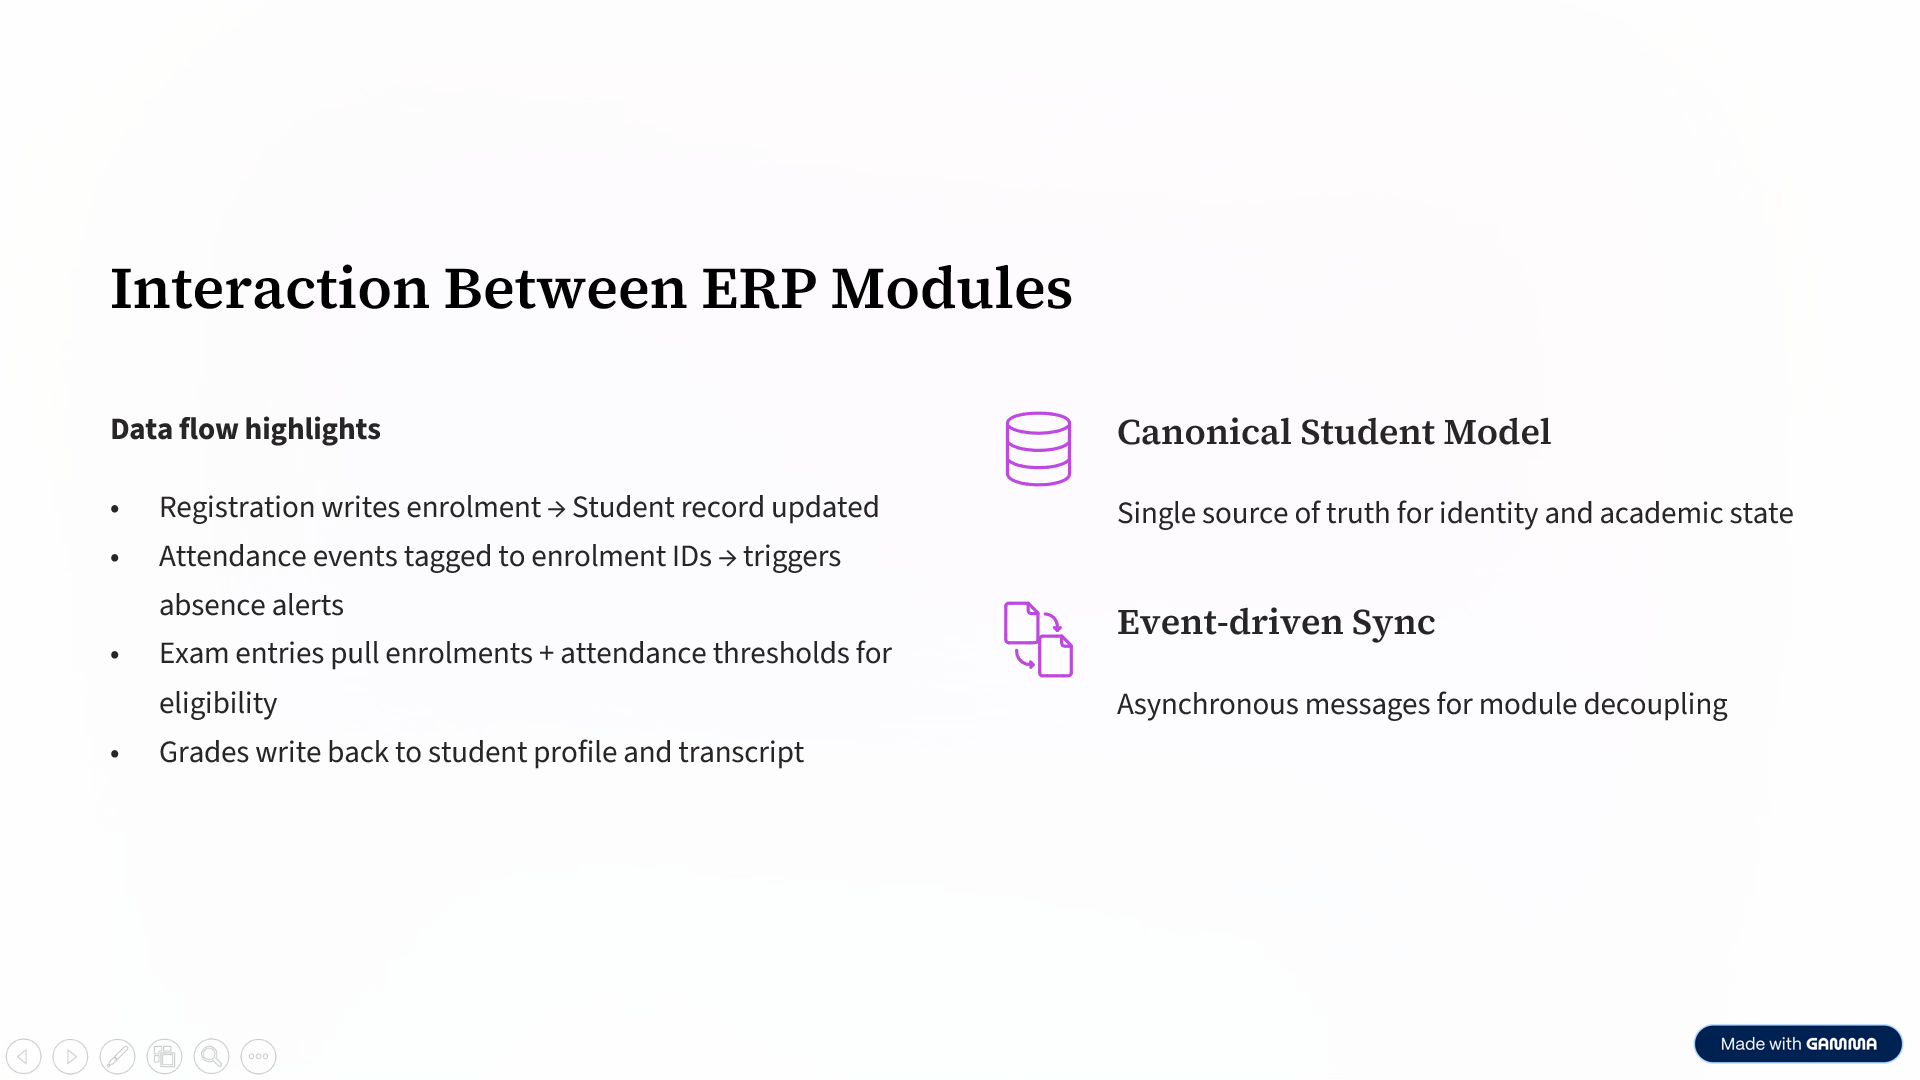 Interaction Between ERP Modules
Data flow highlights
• Registration writes enrolment → Student record updated
• Attendance events tagged to enrolment IDs → triggers
absence alerts
• Exam entries pull enrolments + attendance thresholds for
eligibility
• Grades write back to student profile and transcript
Canonical Student Model
Single source of truth for identity and academic state
Event-driven Sync
Asynchronous messages for module decoupling
Made with GAMMA